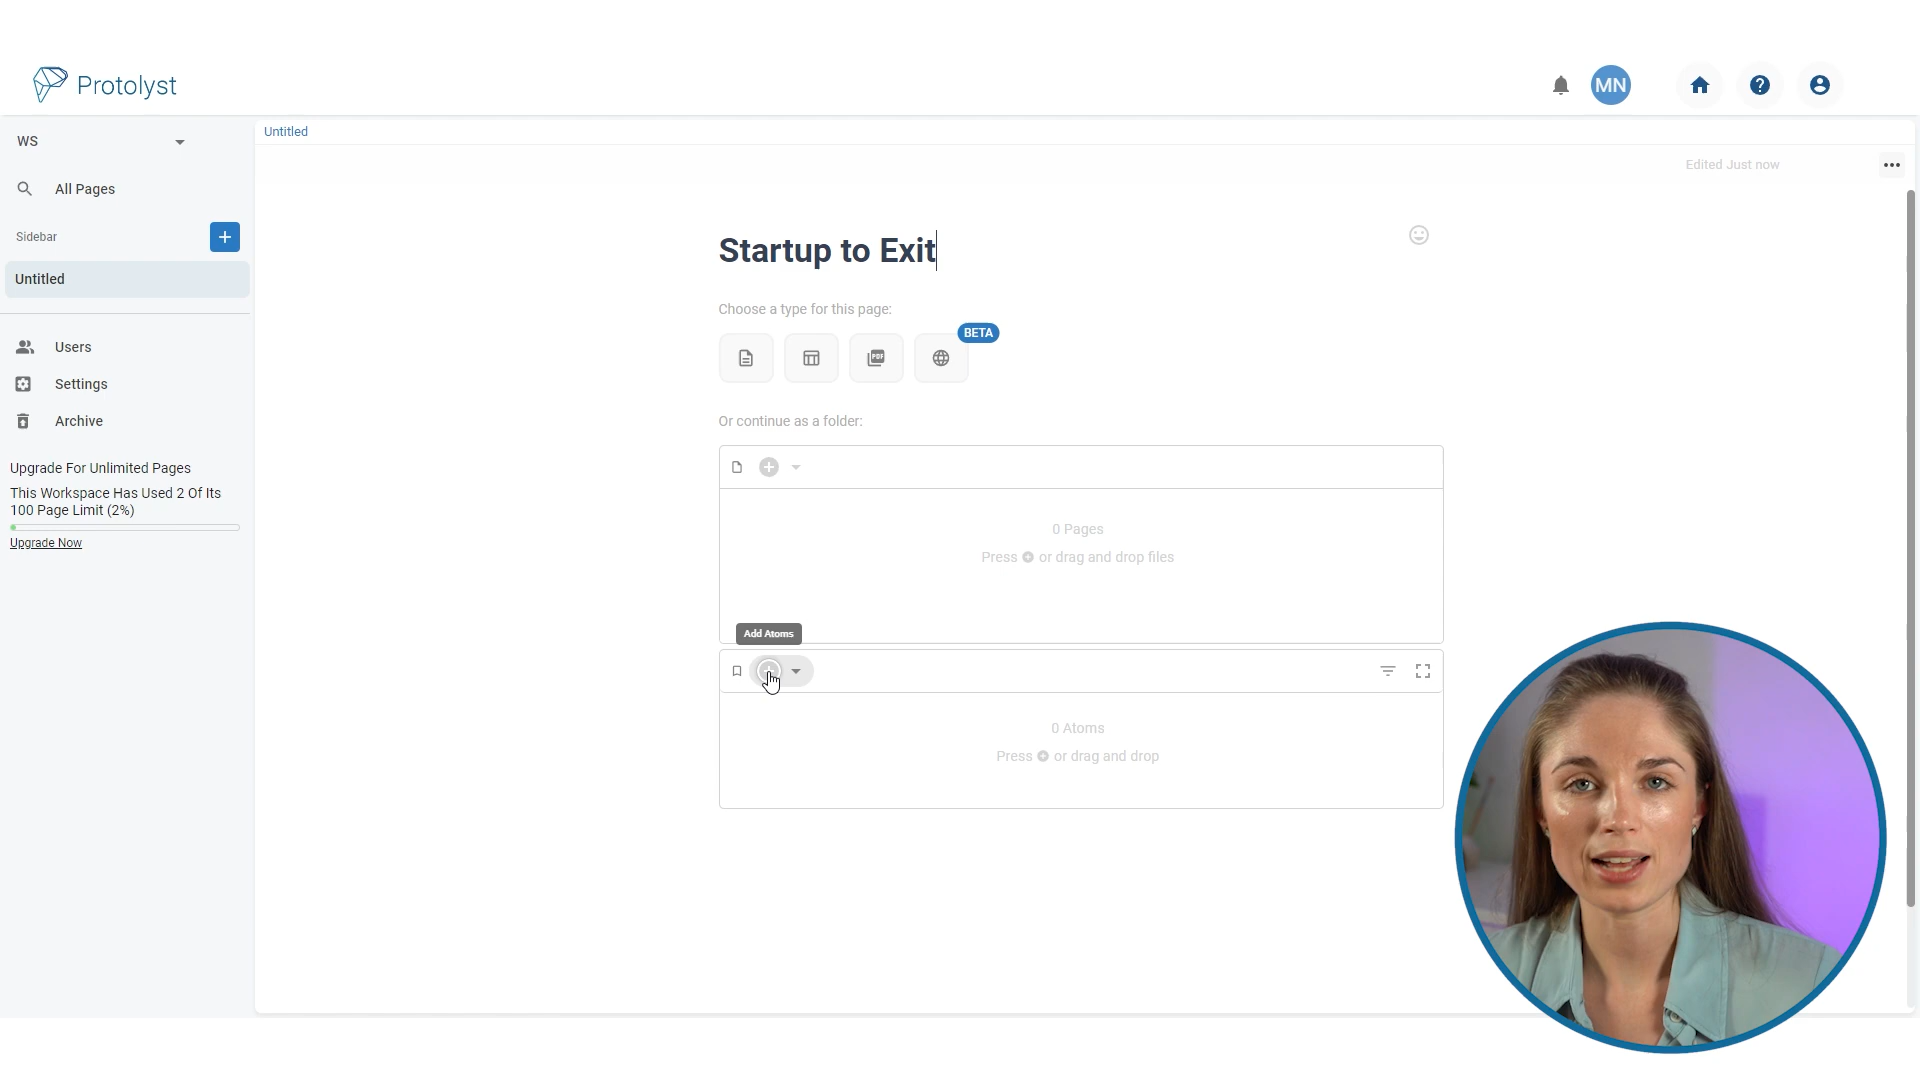 Protolyst
MN
WS
Untitled
Edited Just now
All Pages
Sidebar
Startup to Exit
Untitled
Choose a type for this page:
BETA
PDF
Users
Settings
Or continue as a folder:
Archive
Upgrade For Unlimited Pages
This Workspace Has Used 2 Of Its
100 Page Limit (2%)
Upgrade Now
0 Pages
Press or drag and drop files
Add Atoms
0 Atoms
Press or drag and drop